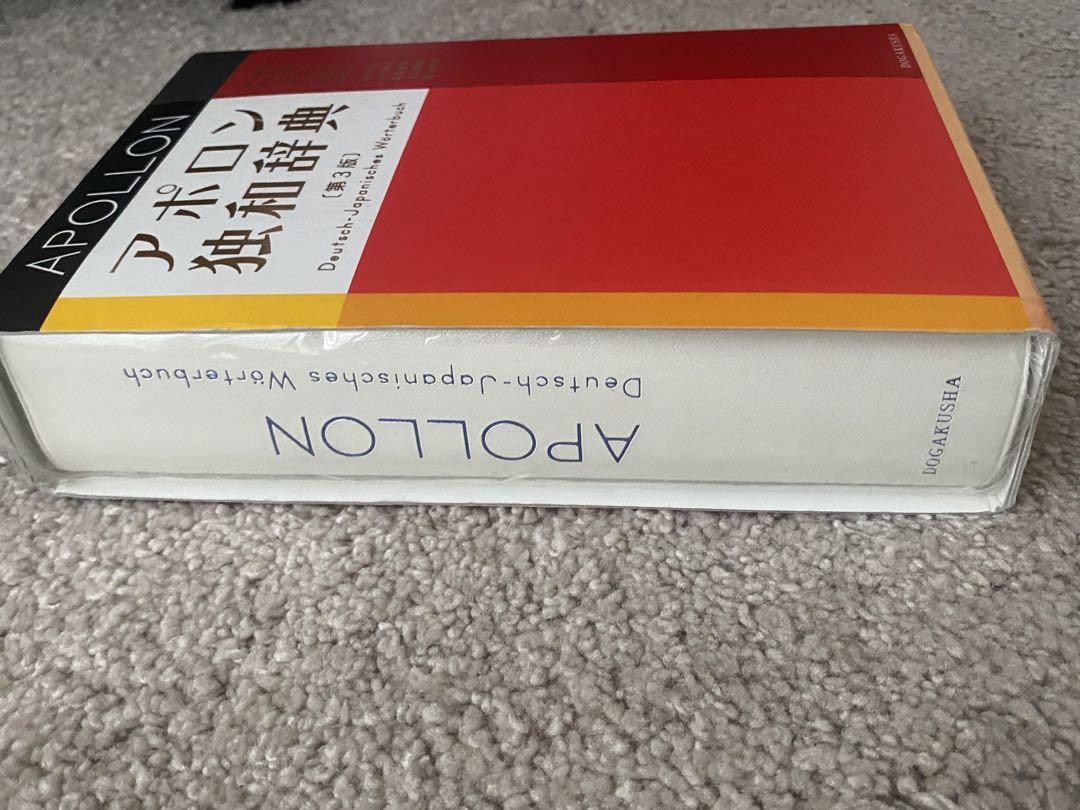 APOLLON
アポロン
独和辞典
〔第3版〕
Deutsch-Japanisches Wörterbuch
DOGAKUSHA
APOLLON
Deutsch-Japanisches Wörterbuch
DOGAKUSHA